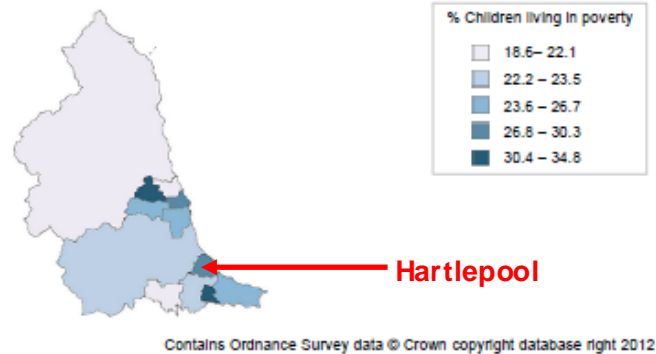 % Children living in poverty
18.6– 22.1
22.2 – 23.5
23.6 – 26.7
26.8 – 30.3
30.4 – 34.8
Hartlepool
Contains Ordnance Survey data © Crown copyright database right 2012